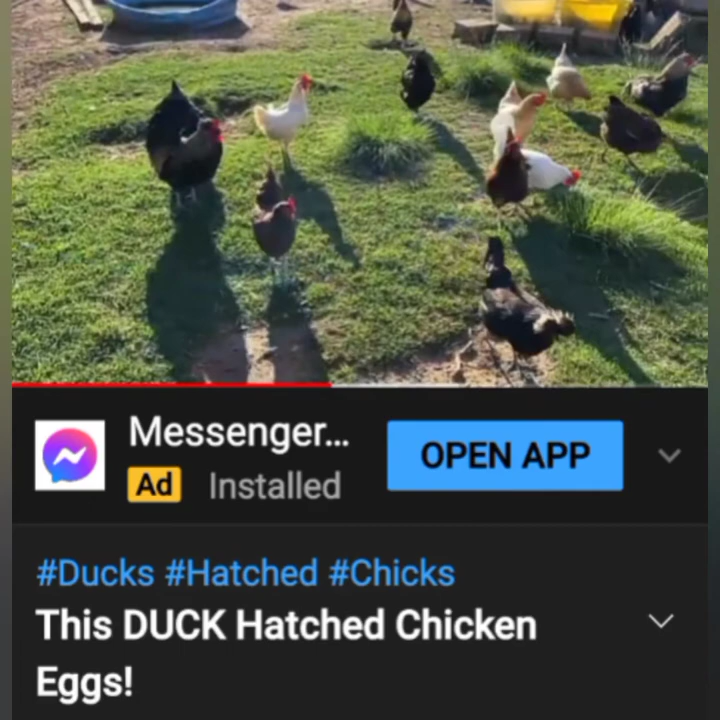 Messenger...
OPEN APP
Ad Installed
#Ducks #Hatched #Chicks
This DUCK Hatched Chicken
Eggs!